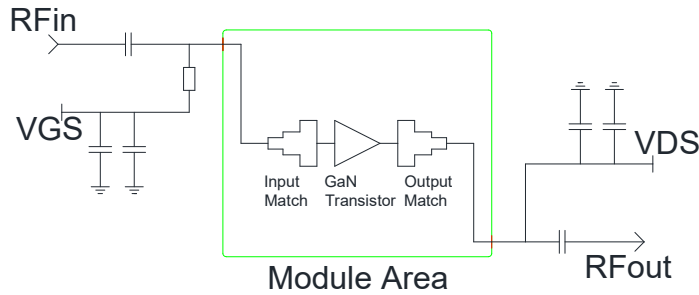 RFin
VGS
Input
Match
GaN
Transistor
Output
Match
VDS
RFout
Module Area